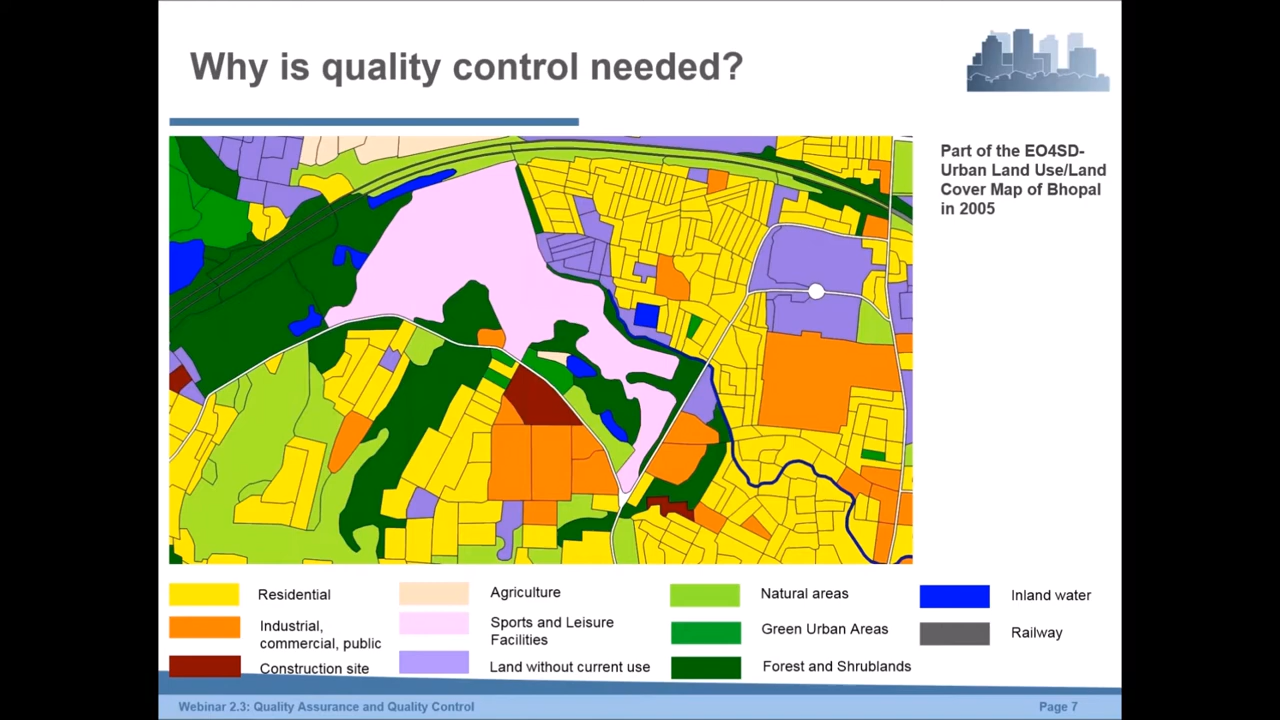 Why is quality control needed?
Part of the EO4SD-
Urban Land Use/Land
Cover Map of Bhopal
in 2005
Residential
Industrial,
commercial, public
Construction site
Agriculture
Sports and Leisure
Facilities
Land without current use
Natural areas
Green Urban Areas
Forest and Shrublands
Inland water
Railway
Webinar 2.3: Quality Assurance and Quality Control
Page 7